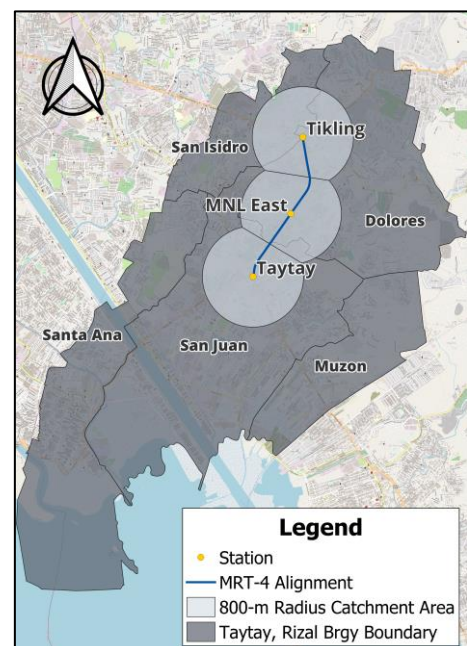 Tikling
San Isidro
MNL East
Dolores
Taytay
Santa Ana
San Juan
Muzon
Legend
Station
MRT-4 Alignment
800-m Radius Catchment Area
Taytay, Rizal Brgy Boundary